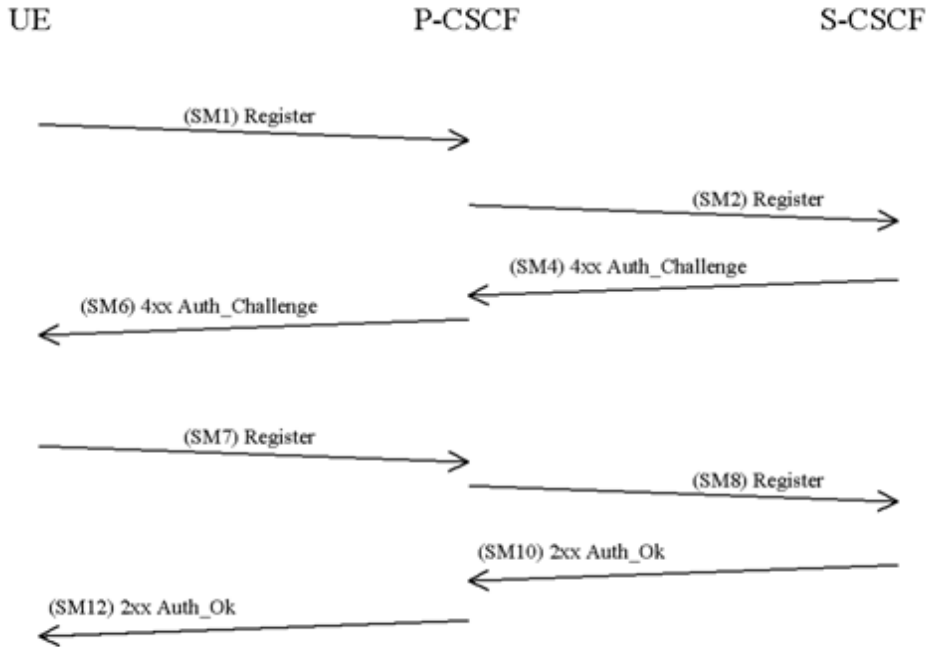 UE P-CSCF S-CSCF
(SM1) Register
(SM2) Register
(SM4) 4xx Auth_Challenge
(SM6) 4xx Auth_Challenge
(SM7) Register
(SM8) Register
(SM10) 2xx Auth_Ok
(SM12) 2xx Auth_Ok